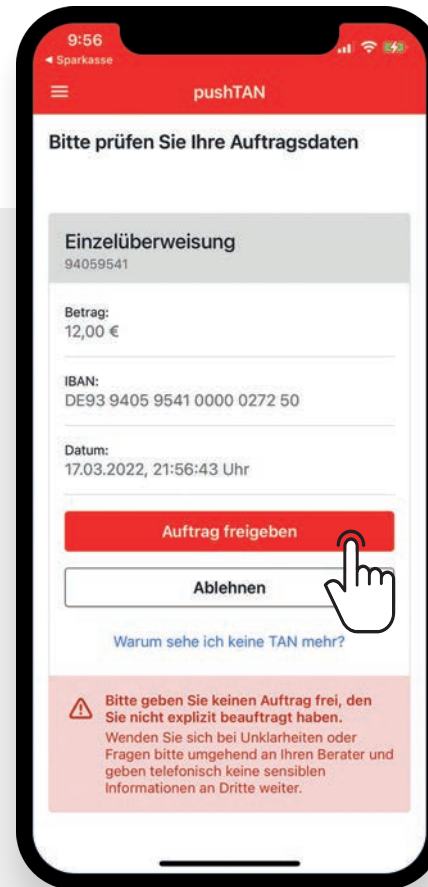 9:56
◀ Sparkasse
pushTAN
Bitte prüfen Sie Ihre Auftragsdaten
Einzelüberweisung
94059541
Betrag:
12,00 €
IBAN:
DE93 9405 9541 0000 0272 50
Datum:
17.03.2022, 21:56:43 Uhr
Auftrag freigeben
Ablehnen
Warum sehe ich keine TAN mehr?
Bitte geben Sie keinen Auftrag frei, den
Sie nicht explizit beauftragt haben.
Wenden Sie sich bei Unklarheiten oder
Fragen bitte umgehend an Ihren Berater und
geben telefonisch keine sensiblen
Informationen an Dritte weiter.